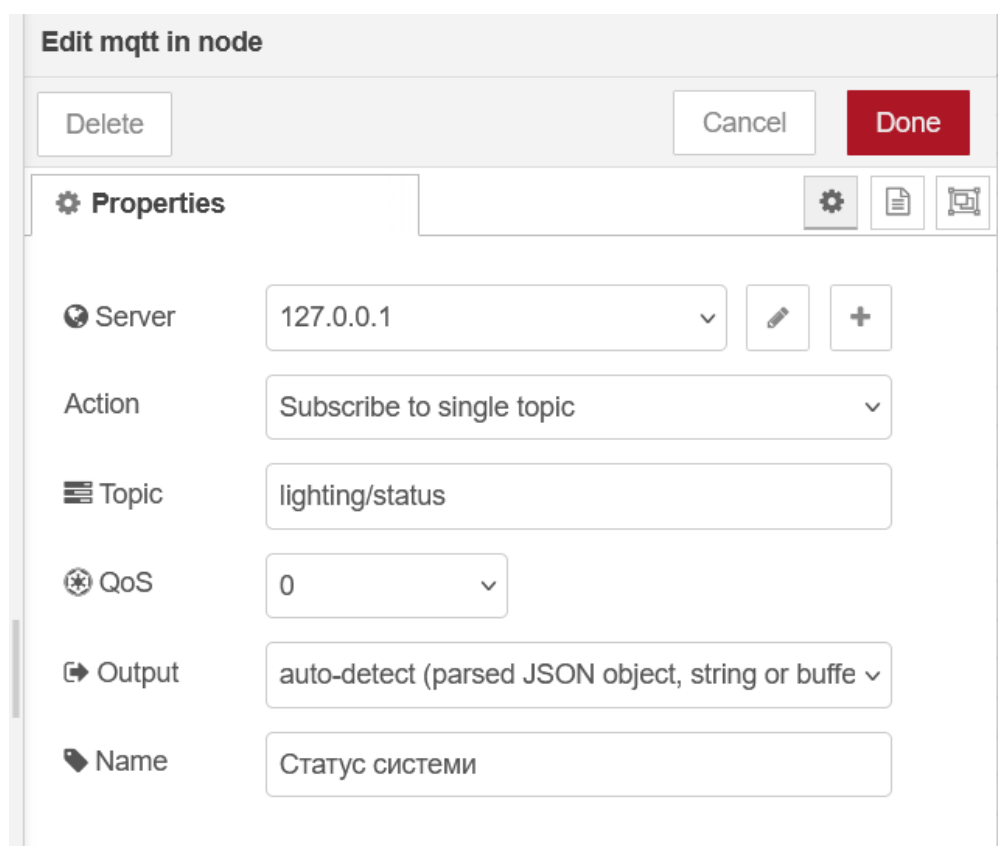 Edit mqtt in node
Delete Cancel Done
Properties
Server 127.0.0.1
Action Subscribe to single topic
Topic lighting/status
QoS 0
Output auto-detect (parsed JSON object, string or buffe
Name Статус системи